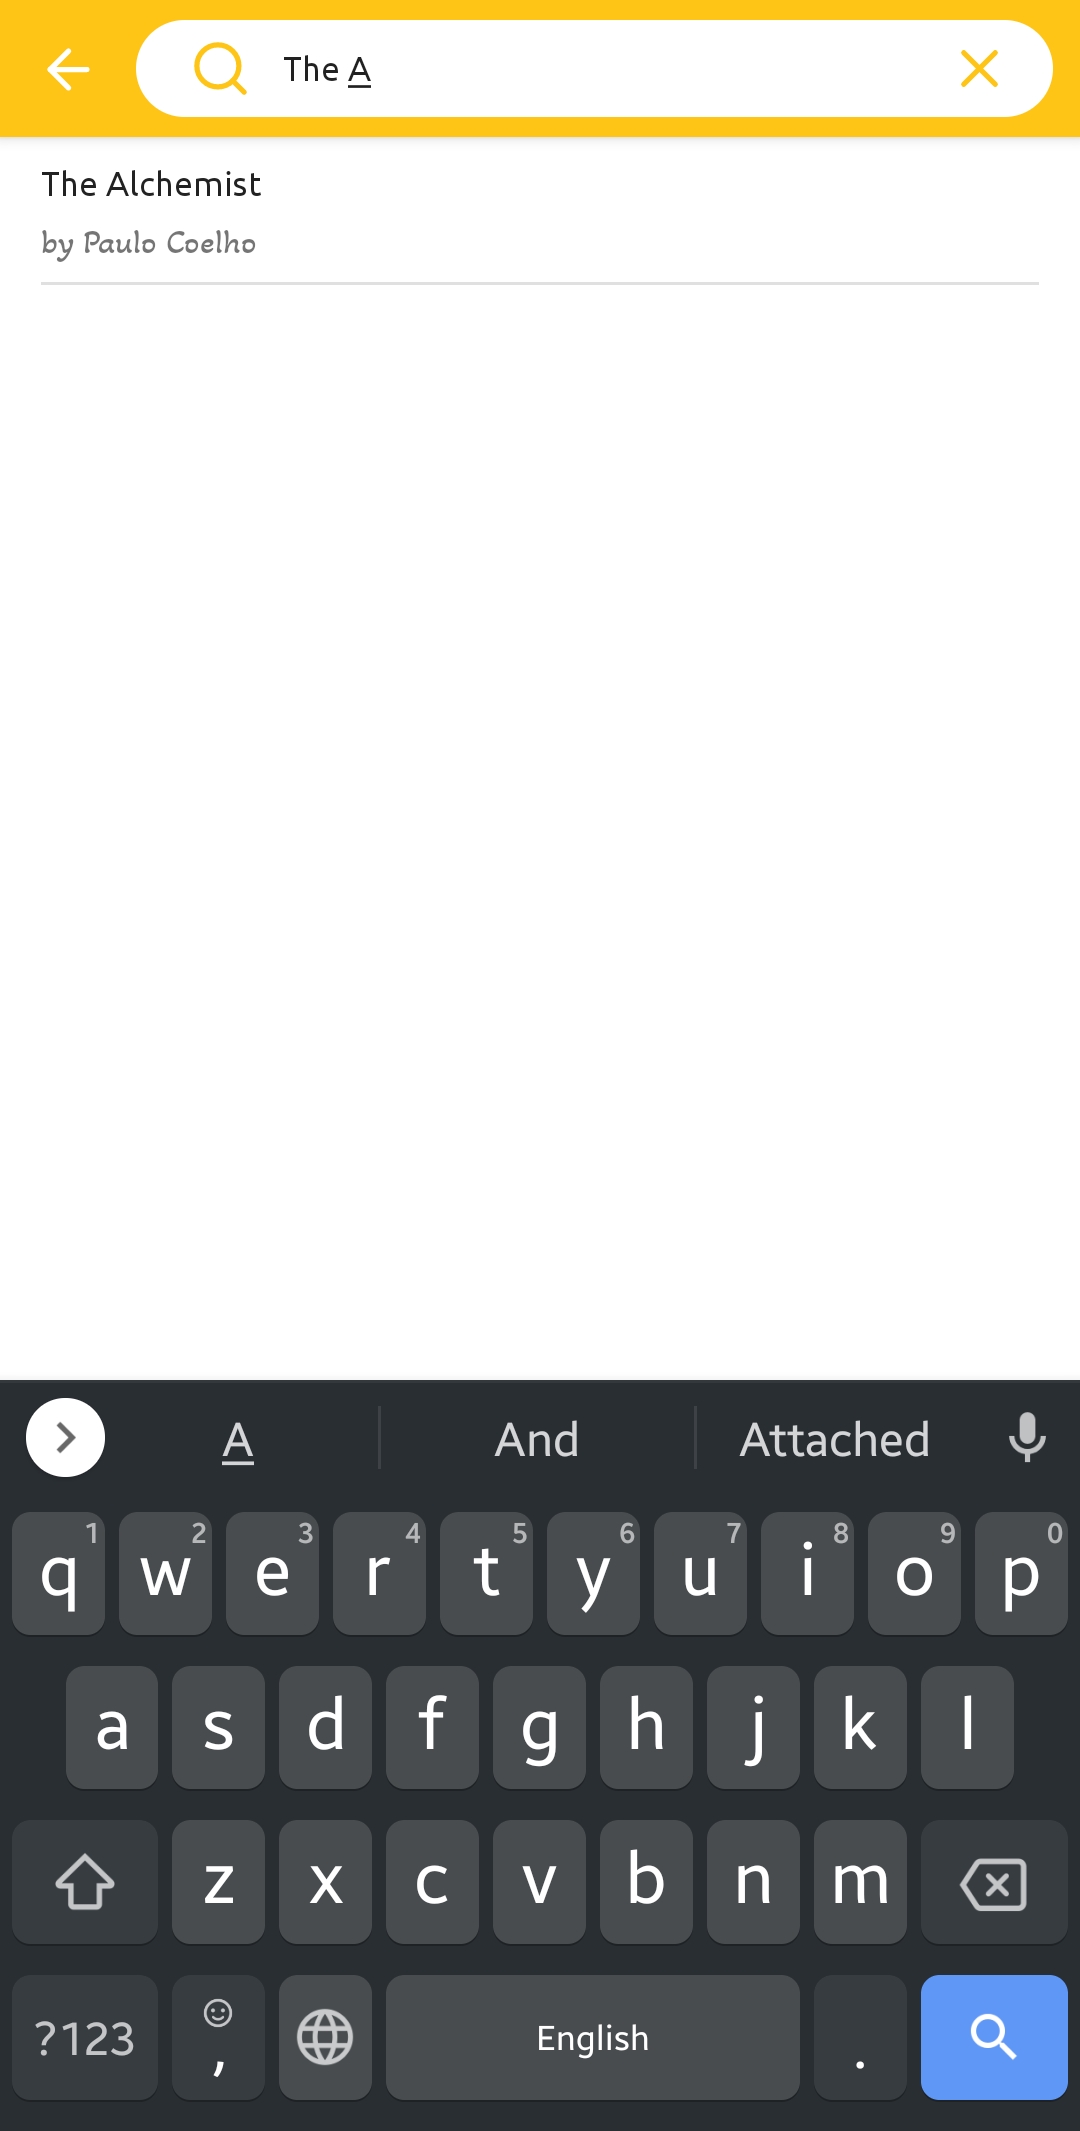 The A
The Alchemist
by Paulo Coelho
A And Attached
1 2 3 4 5 6 7 8 9 0
q w e r t y u i o p
a s d f g h j k l
z x c v b n m
?123 , English .